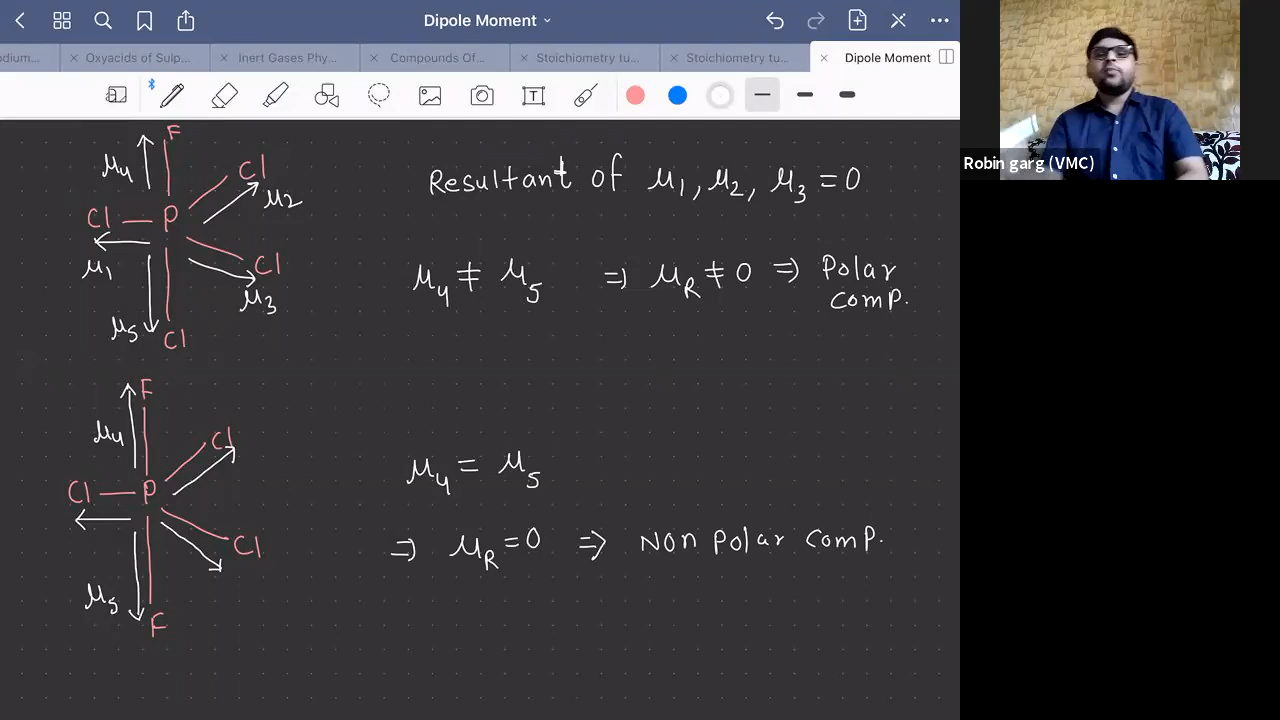 Dipole Moment
odium...
Oxyacids of Sulp...
Inert Gases Phy...
Compounds Of...
Stoichiometry tu...
Stoichiometry tu...
Dipole Moment
T
Robin garg (VMC)
F
μ4
Cl
μ2
Cl — P
μ1
Cl
μ3
μ5
Cl
Resultant of μ1, μ2, μ3 = 0
μ4 ≠ μ5 ⇒ μR ≠ 0 ⇒ Polar
comp.
F
μ4
Cl
Cl — P
Cl
μ5
F
μ4 = μ5
⇒ μR = 0 ⇒ Non Polar comp.